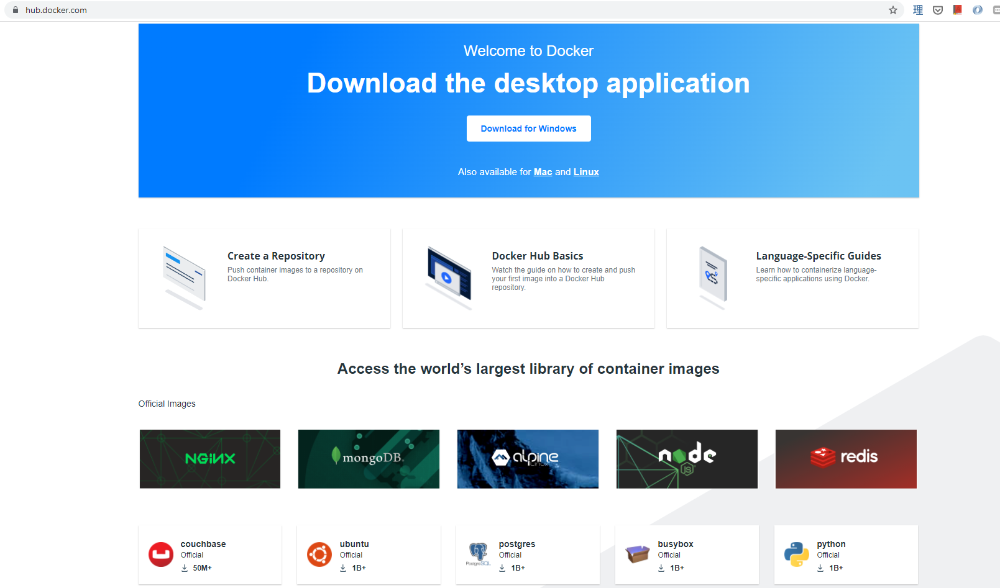 hub.docker.com
理
Welcome to Docker
Download the desktop application
Download for Windows
Also available for Mac and Linux
Create a Repository
Push container images to a repository on
Docker Hub.
Docker Hub Basics
Watch the guide on how to create and push
your first image into a Docker Hub
repository.
Language-Specific Guides
Learn how to containerize language-
specific applications using Docker.
Access the world’s largest library of container images
Official Images
NGINX
mongoDB.
alpine
Linux
node
JS
redis
couchbase
Official
50M+
ubuntu
Official
1B+
PostgreSQL
postgres
Official
1B+
busybox
Official
1B+
python
Official
1B+